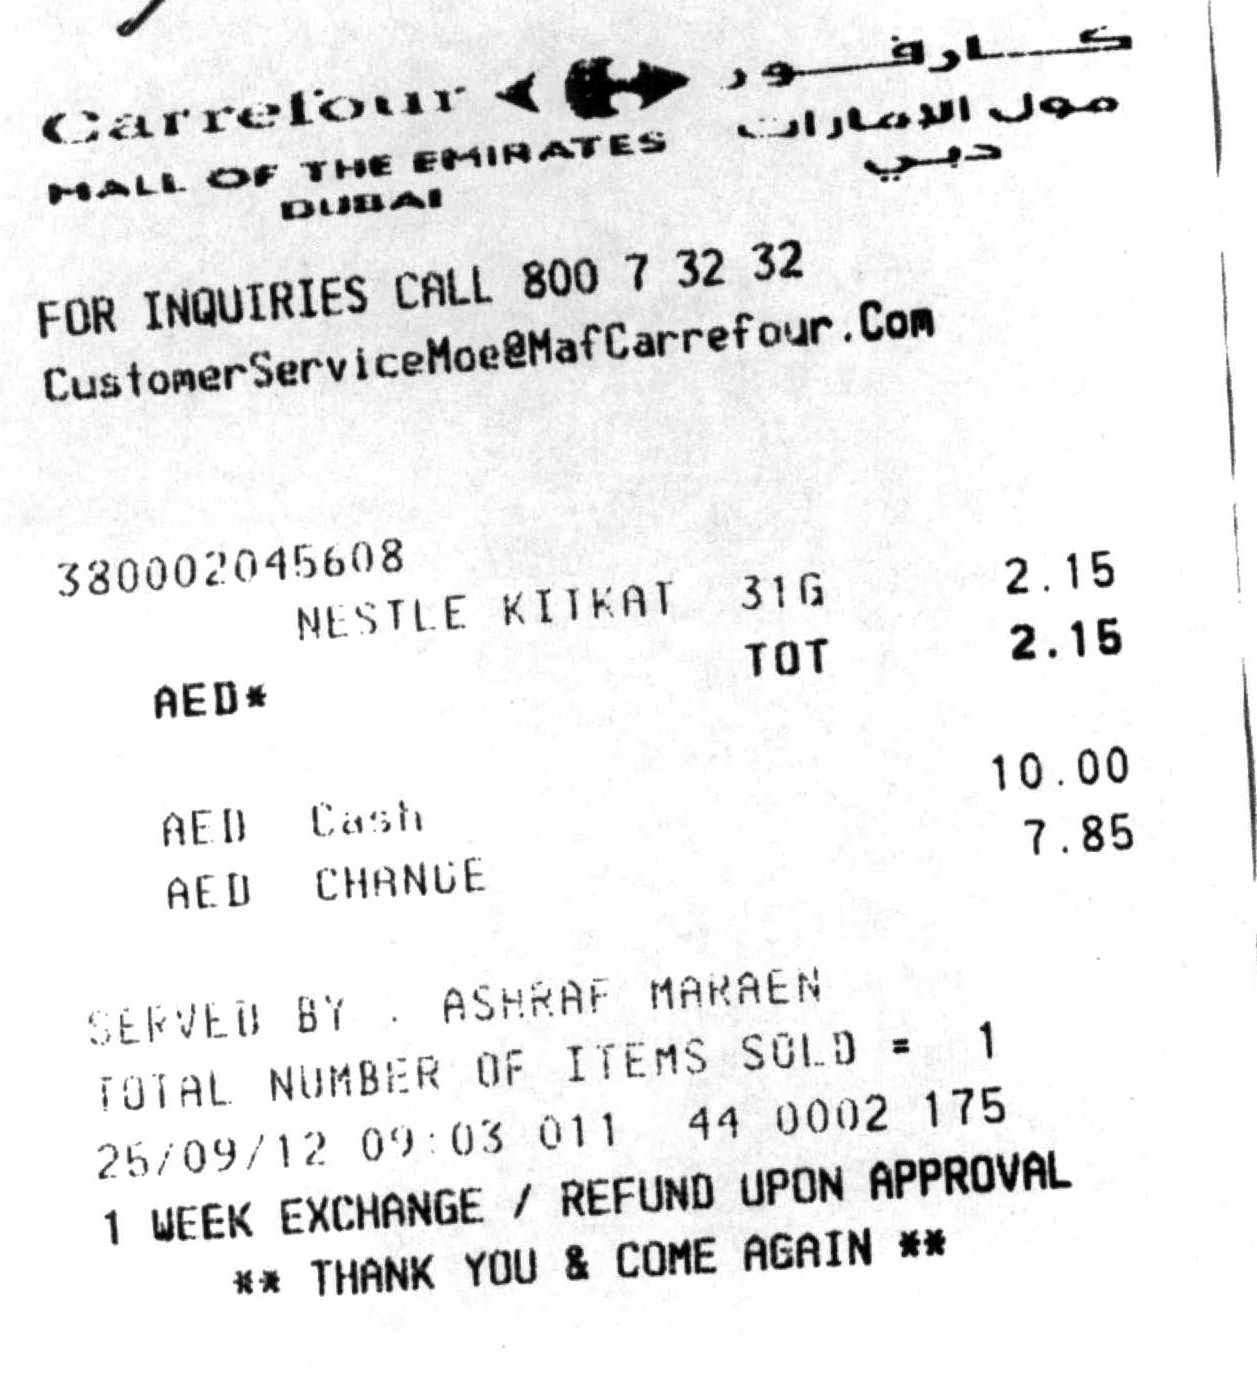 Carrefour كارفور
MALL OF THE EMIRATES مول الإمارات
DUBAI دبي
FOR INQUIRIES CALL 800 7 32 32
CustomerServiceMoe@MafCarrefour.Com
380002045608
NESTLE KITKAT 31G 2.15
AED* TOT 2.15
AED Cash 10.00
AED CHANGE 7.85
SERVED BY . ASHRAF MARAEN
TOTAL NUMBER OF ITEMS SOLD = 1
25/09/12 09:03 011 44 0002 175
1 WEEK EXCHANGE / REFUND UPON APPROVAL
** THANK YOU & COME AGAIN **